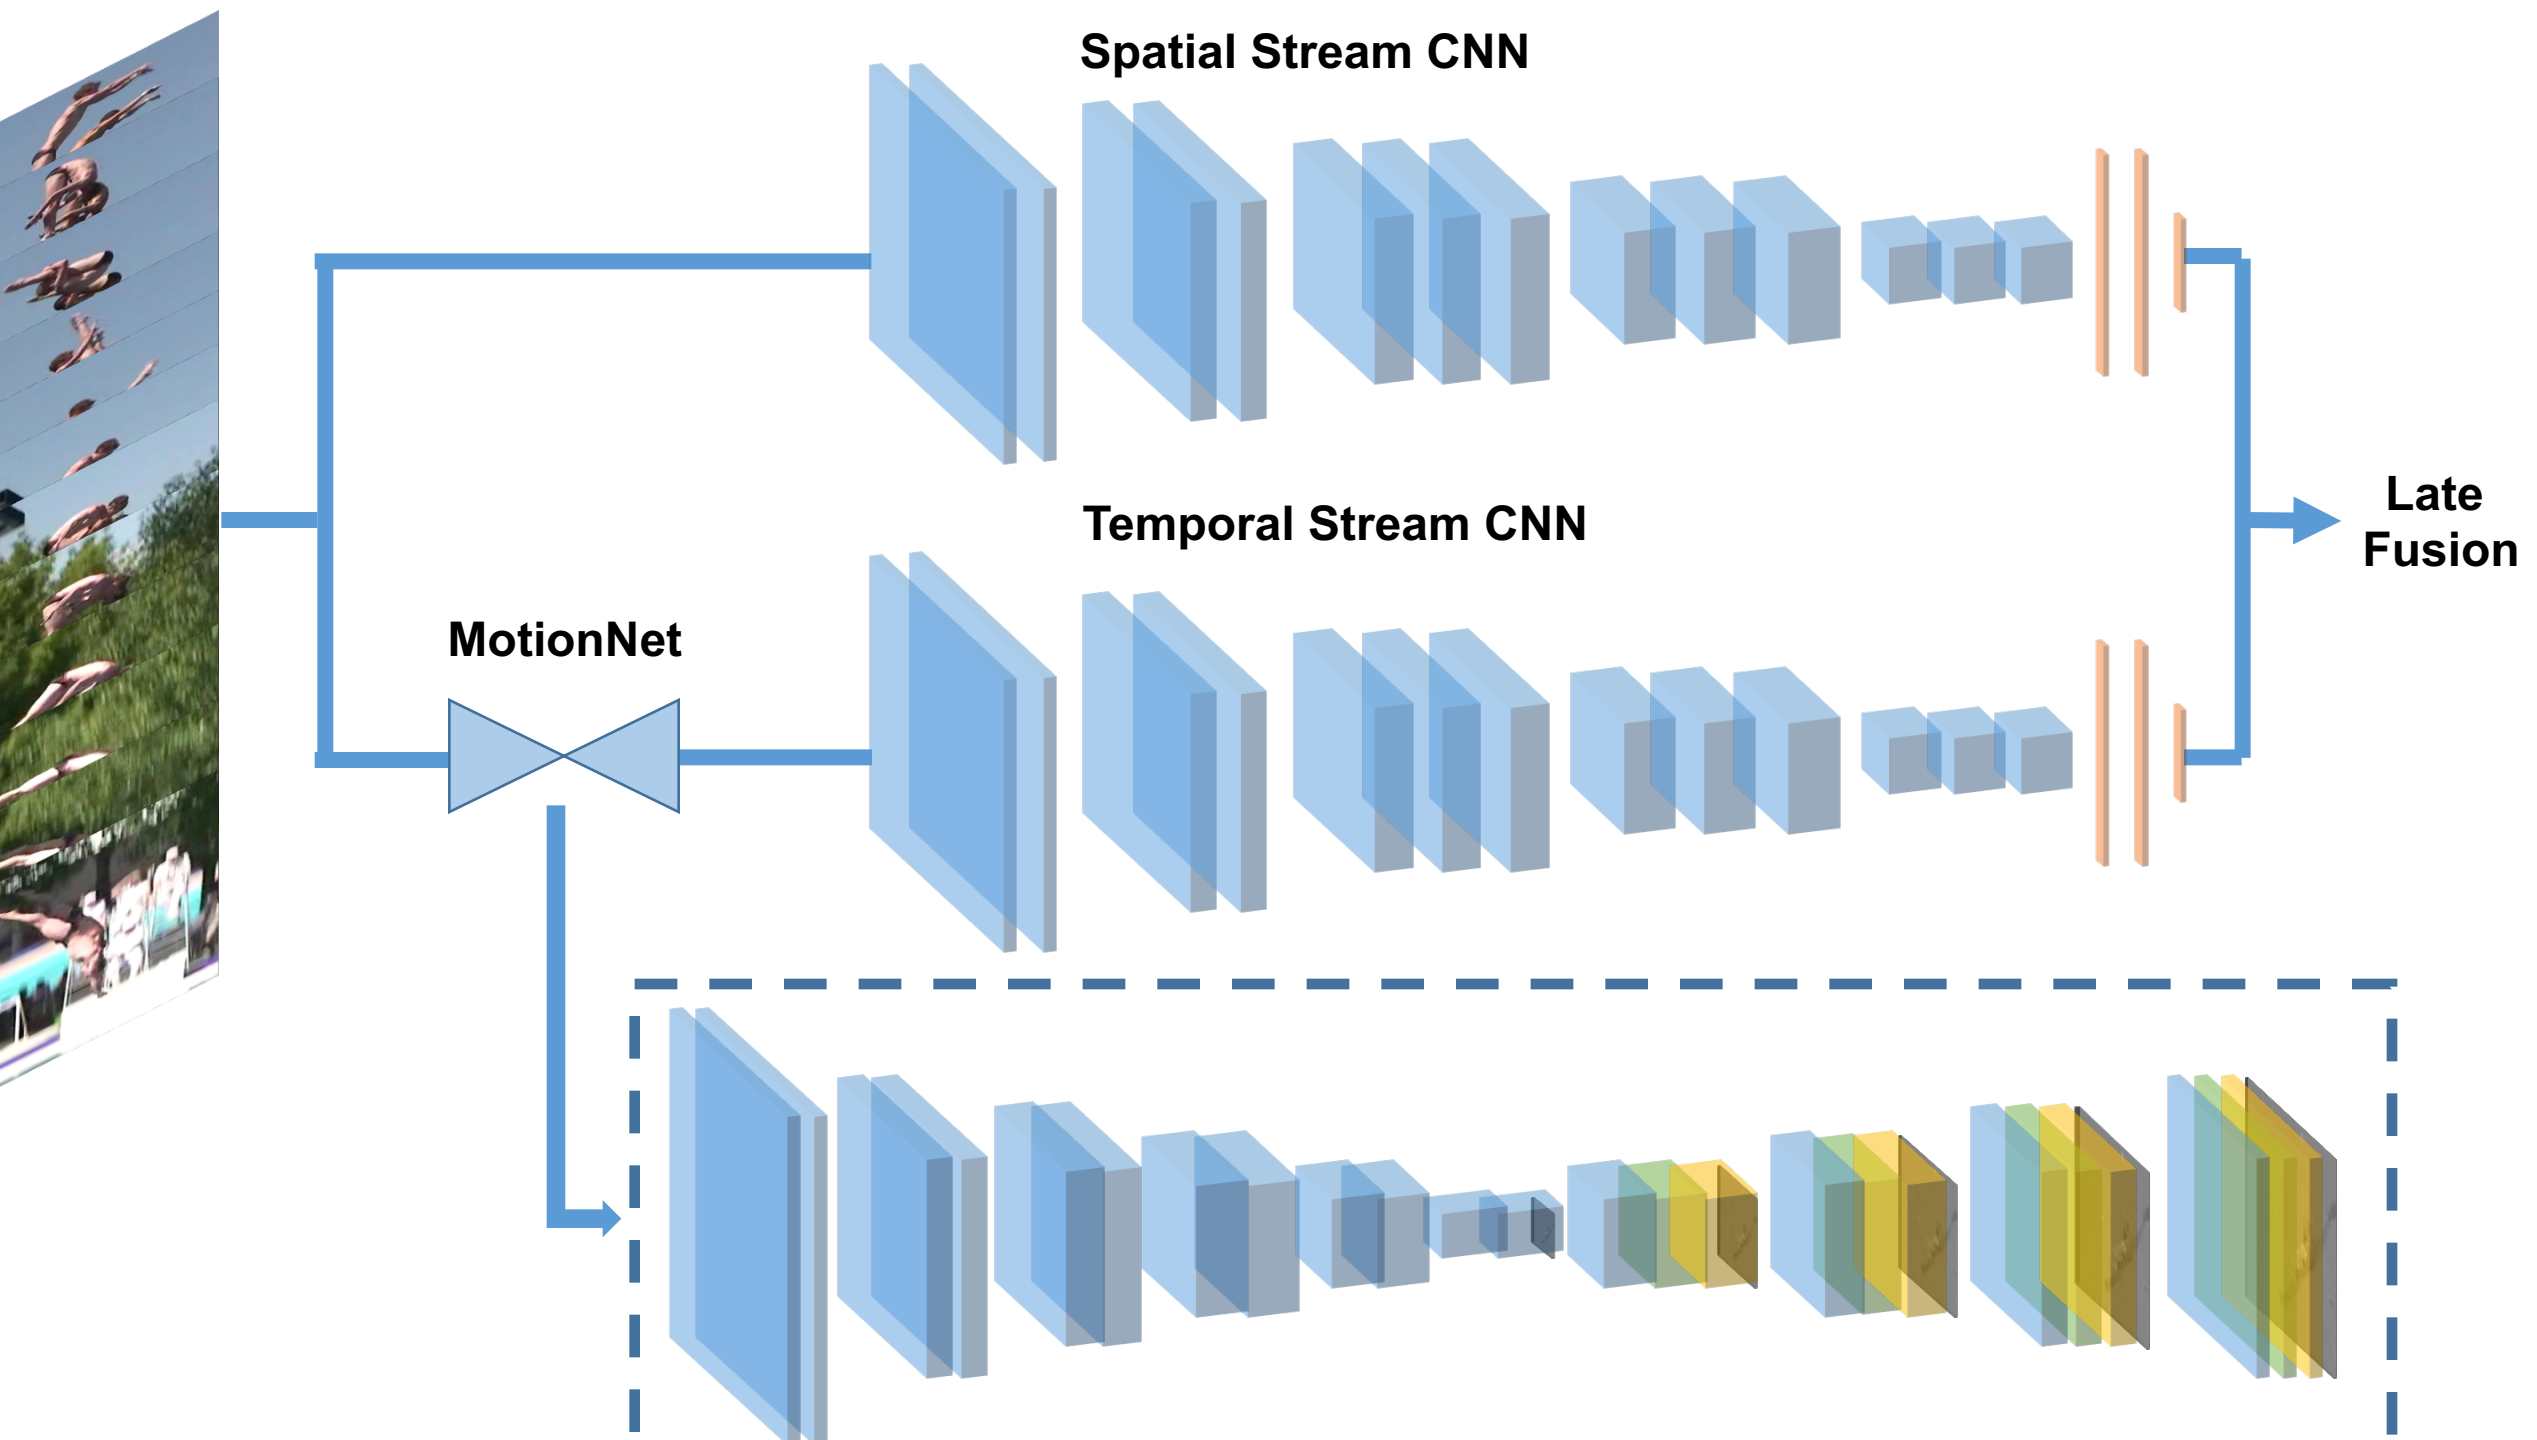 Spatial Stream CNN
Temporal Stream CNN
Late
Fusion
MotionNet